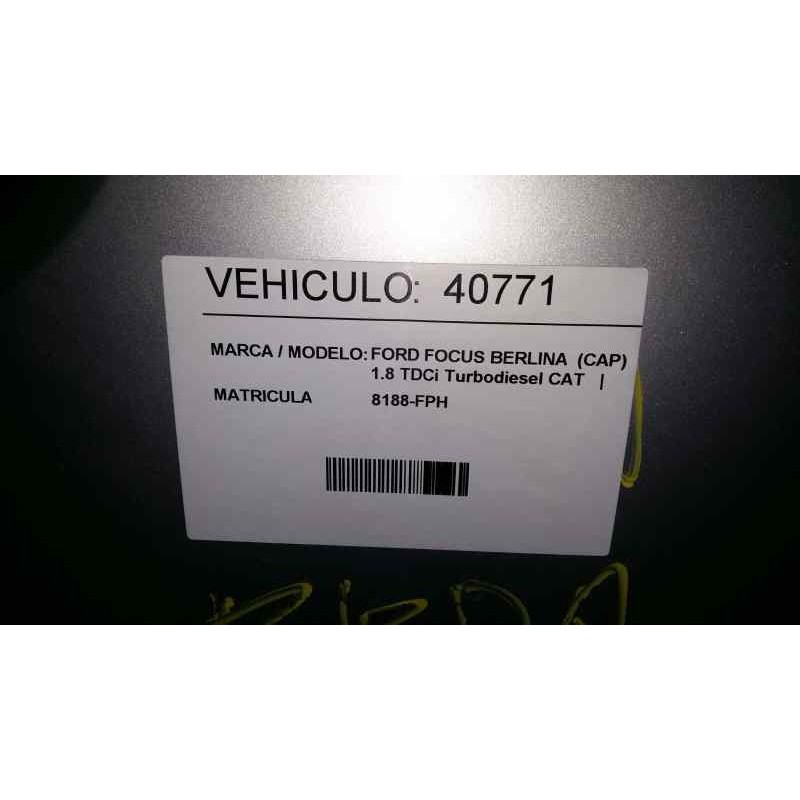 VEHICULO: 40771
MARCA / MODELO: FORD FOCUS BERLINA (CAP)
1.8 TDCi Turbodiesel CAT |
MATRICULA 8188-FPH